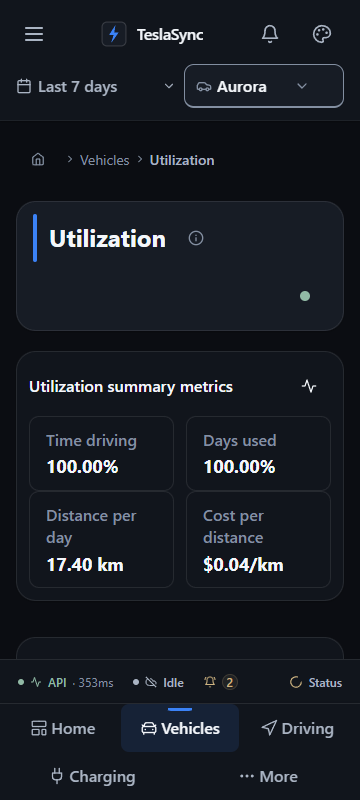 TeslaSync
Last 7 days
Aurora
Vehicles
Utilization
Utilization
Utilization summary metrics
Time driving
100.00%
Days used
100.00%
Distance per
day
17.40 km
Cost per
distance
$0.04/km
API · 353ms
Idle
2
Status
Home
Vehicles
Driving
Charging
More